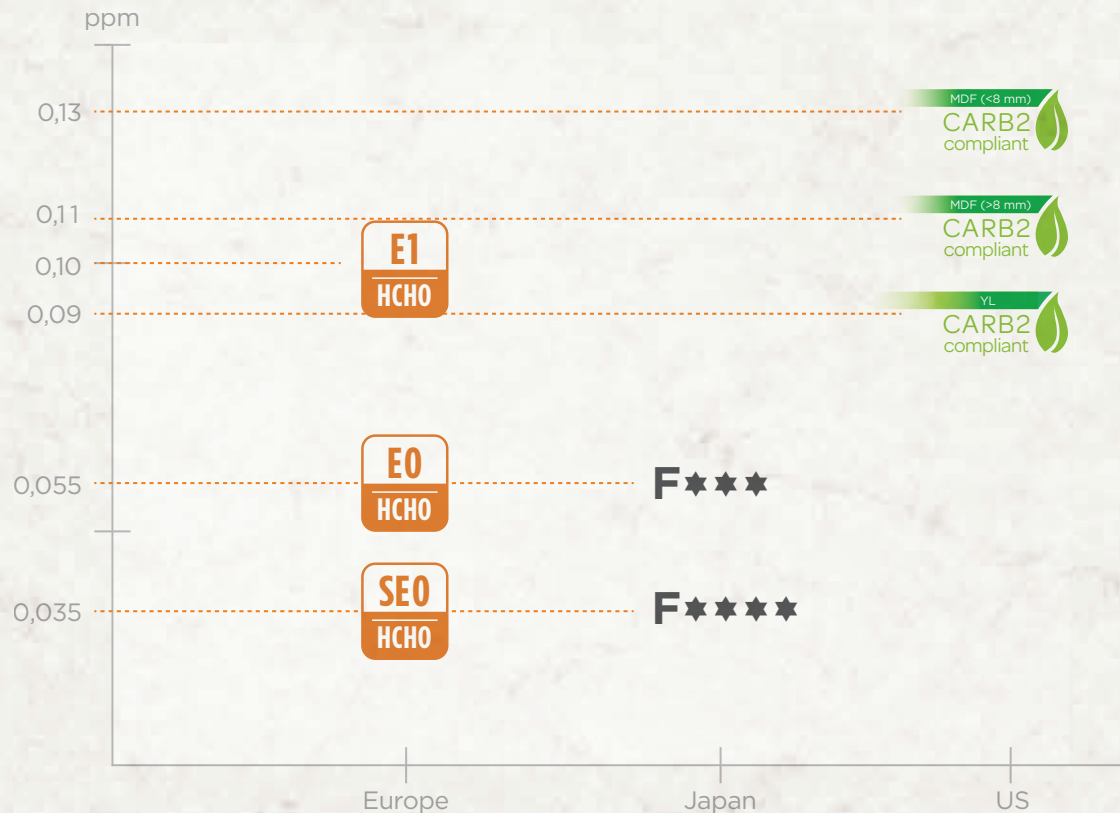 ppm
0,13
MDF (<8 mm)
CARB2
compliant
0,11
MDF (>8 mm)
CARB2
compliant
E1
HCHO
0,10
0,09
YL
CARB2
compliant
E0
HCHO
0,055
F✶✶✶
SE0
HCHO
0,035
F✶✶✶✶
Europe
Japan
US